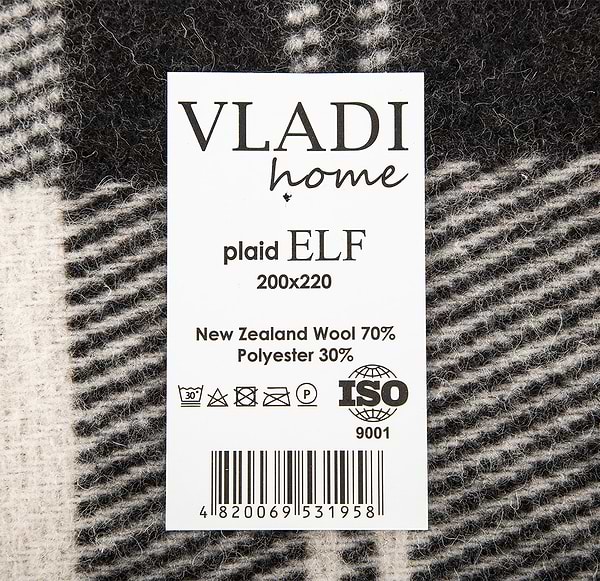 VLADI
home
plaid ELF
200x220
New Zealand Wool 70%
Polyester 30%
30°
P
ISO
9001
4 820069 531958